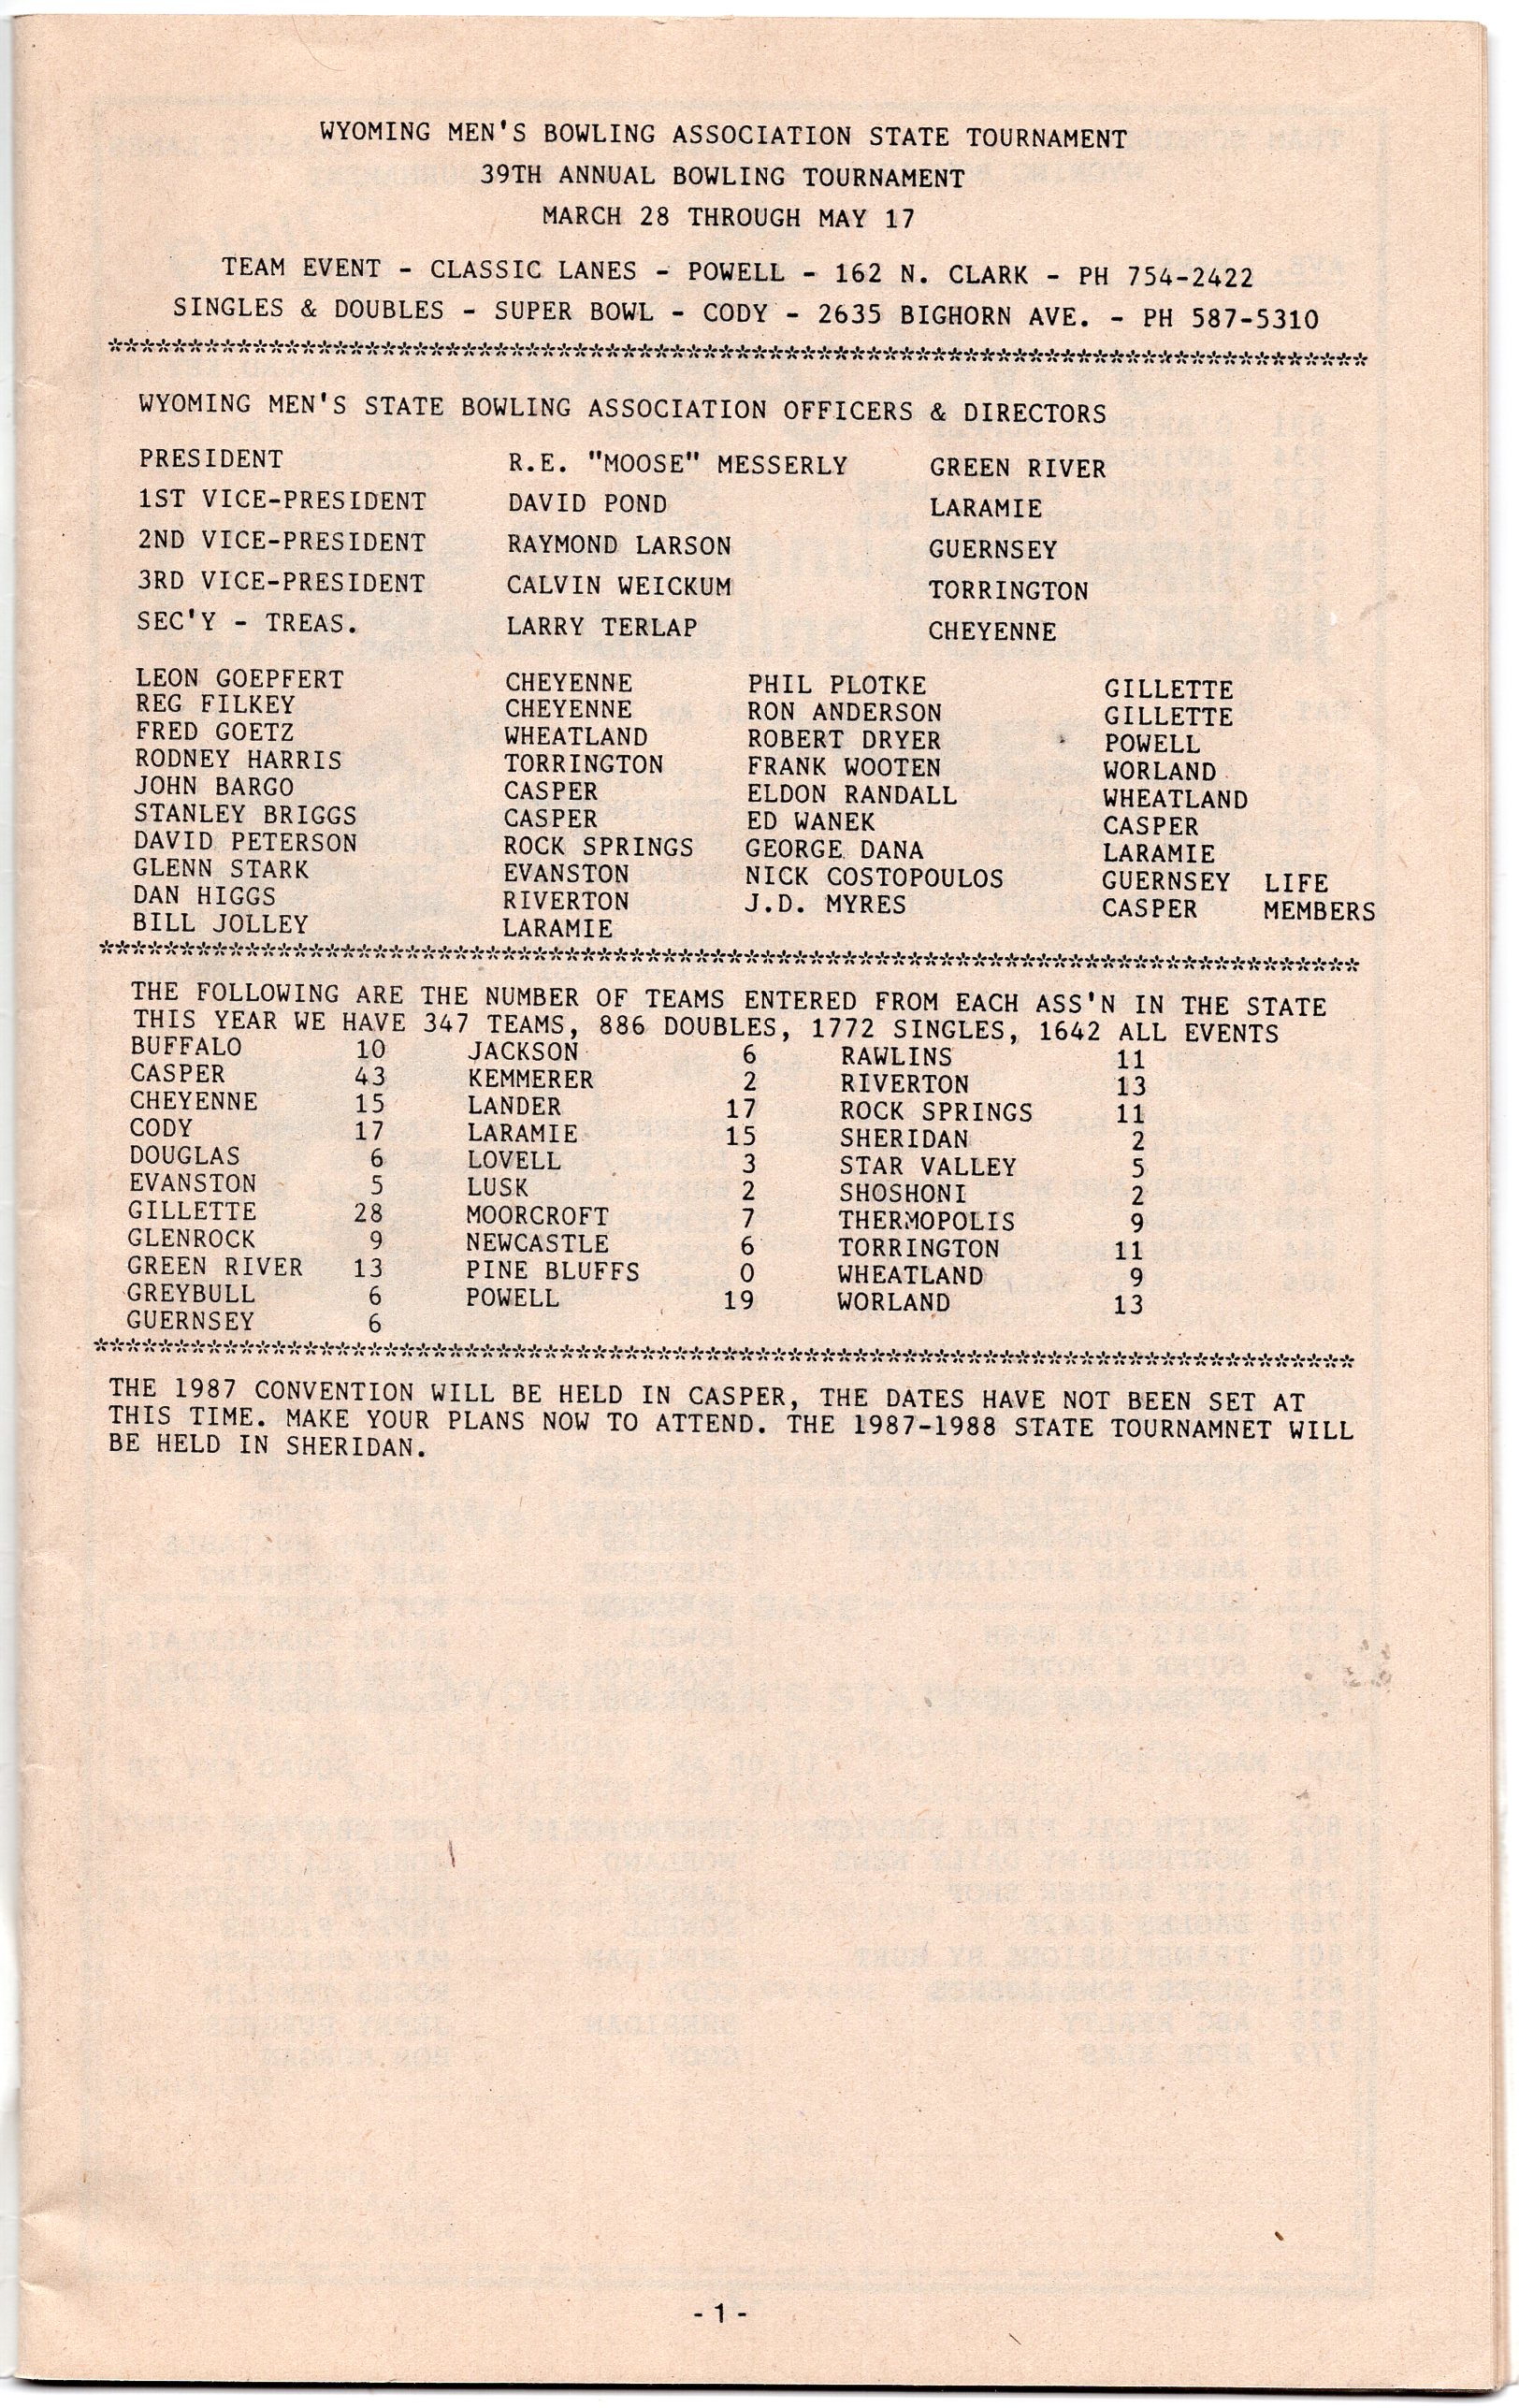 WYOMING MEN'S BOWLING ASSOCIATION STATE TOURNAMENT
39TH ANNUAL BOWLING TOURNAMENT
MARCH 28 THROUGH MAY 17
TEAM EVENT - CLASSIC LANES - POWELL - 162 N. CLARK - PH 754-2422
SINGLES & DOUBLES - SUPER BOWL - CODY - 2635 BIGHORN AVE. - PH 587-5310
WYOMING MEN'S STATE BOWLING ASSOCIATION OFFICERS & DIRECTORS
PRESIDENT R.E. "MOOSE" MESSERLY GREEN RIVER
1ST VICE-PRESIDENT DAVID POND LARAMIE
2ND VICE-PRESIDENT RAYMOND LARSON GUERNSEY
3RD VICE-PRESIDENT CALVIN WEICKUM TORRINGTON
SEC'Y - TREAS. LARRY TERLAP CHEYENNE
LEON GOEPFERT CHEYENNE PHIL PLOTKE GILLETTE
REG FILKEY CHEYENNE RON ANDERSON GILLETTE
FRED GOETZ WHEATLAND ROBERT DRYER POWELL
RODNEY HARRIS TORRINGTON FRANK WOOTEN WORLAND
JOHN BARGO CASPER ELDON RANDALL WHEATLAND
STANLEY BRIGGS CASPER ED WANEK CASPER
DAVID PETERSON ROCK SPRINGS GEORGE DANA LARAMIE
GLENN STARK EVANSTON NICK COSTOPOULOS GUERNSEY LIFE
DAN HIGGS RIVERTON J.D. MYRES CASPER MEMBERS
BILL JOLLEY LARAMIE
THE FOLLOWING ARE THE NUMBER OF TEAMS ENTERED FROM EACH ASS'N IN THE STATE
THIS YEAR WE HAVE 347 TEAMS, 886 DOUBLES, 1772 SINGLES, 1642 ALL EVENTS
BUFFALO 10 JACKSON 6 RAWLINS 11
CASPER 43 KEMMERER 2 RIVERTON 13
CHEYENNE 15 LANDER 17 ROCK SPRINGS 11
CODY 17 LARAMIE 15 SHERIDAN 2
DOUGLAS 6 LOVELL 3 STAR VALLEY 5
EVANSTON 5 LUSK 2 SHOSHONI 2
GILLETTE 28 MOORCROFT 7 THERMOPOLIS 9
GLENROCK 9 NEWCASTLE 6 TORRINGTON 11
GREEN RIVER 13 PINE BLUFFS 0 WHEATLAND 9
GREYBULL 6 POWELL 19 WORLAND 13
GUERNSEY 6
THE 1987 CONVENTION WILL BE HELD IN CASPER, THE DATES HAVE NOT BEEN SET AT
THIS TIME. MAKE YOUR PLANS NOW TO ATTEND. THE 1987-1988 STATE TOURNAMNET WILL
BE HELD IN SHERIDAN.
- 1 -